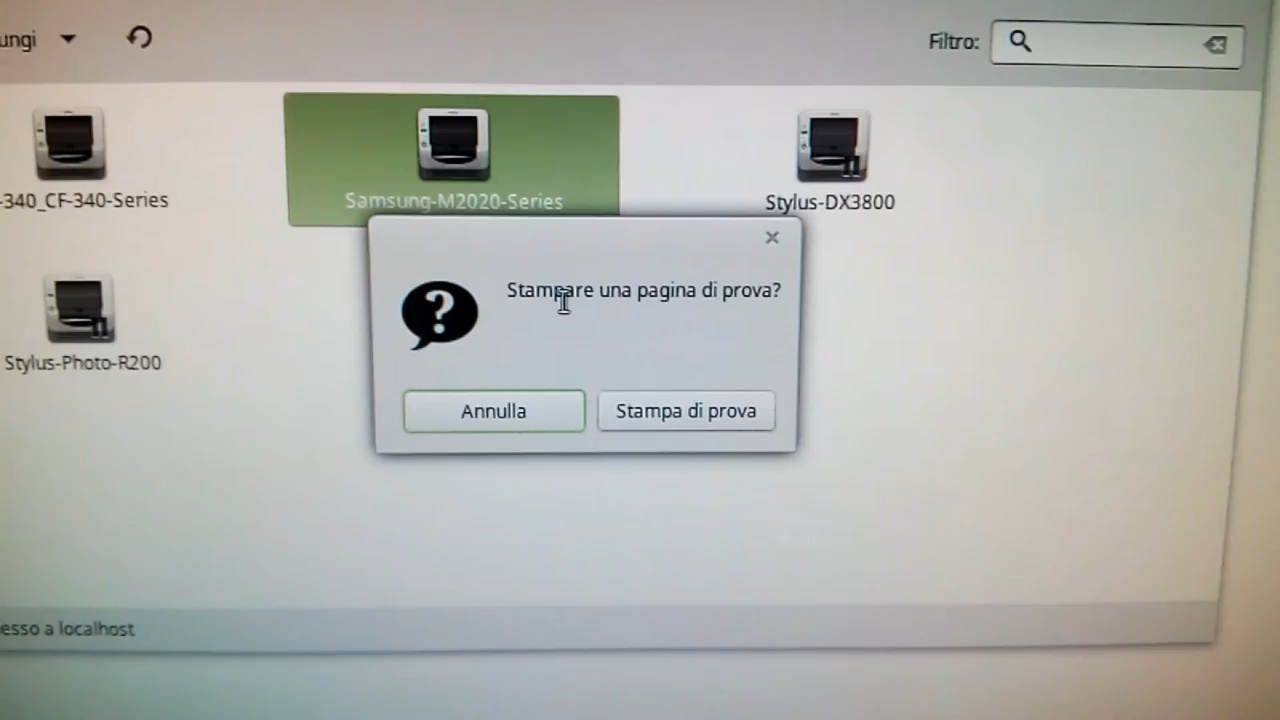 ungi
Filtro:
-340_CF-340-Series
Samsung-M2020-Series
Stylus-DX3800
Stylus-Photo-R200
Stampare una pagina di prova?
Annulla
Stampa di prova
esso a localhost